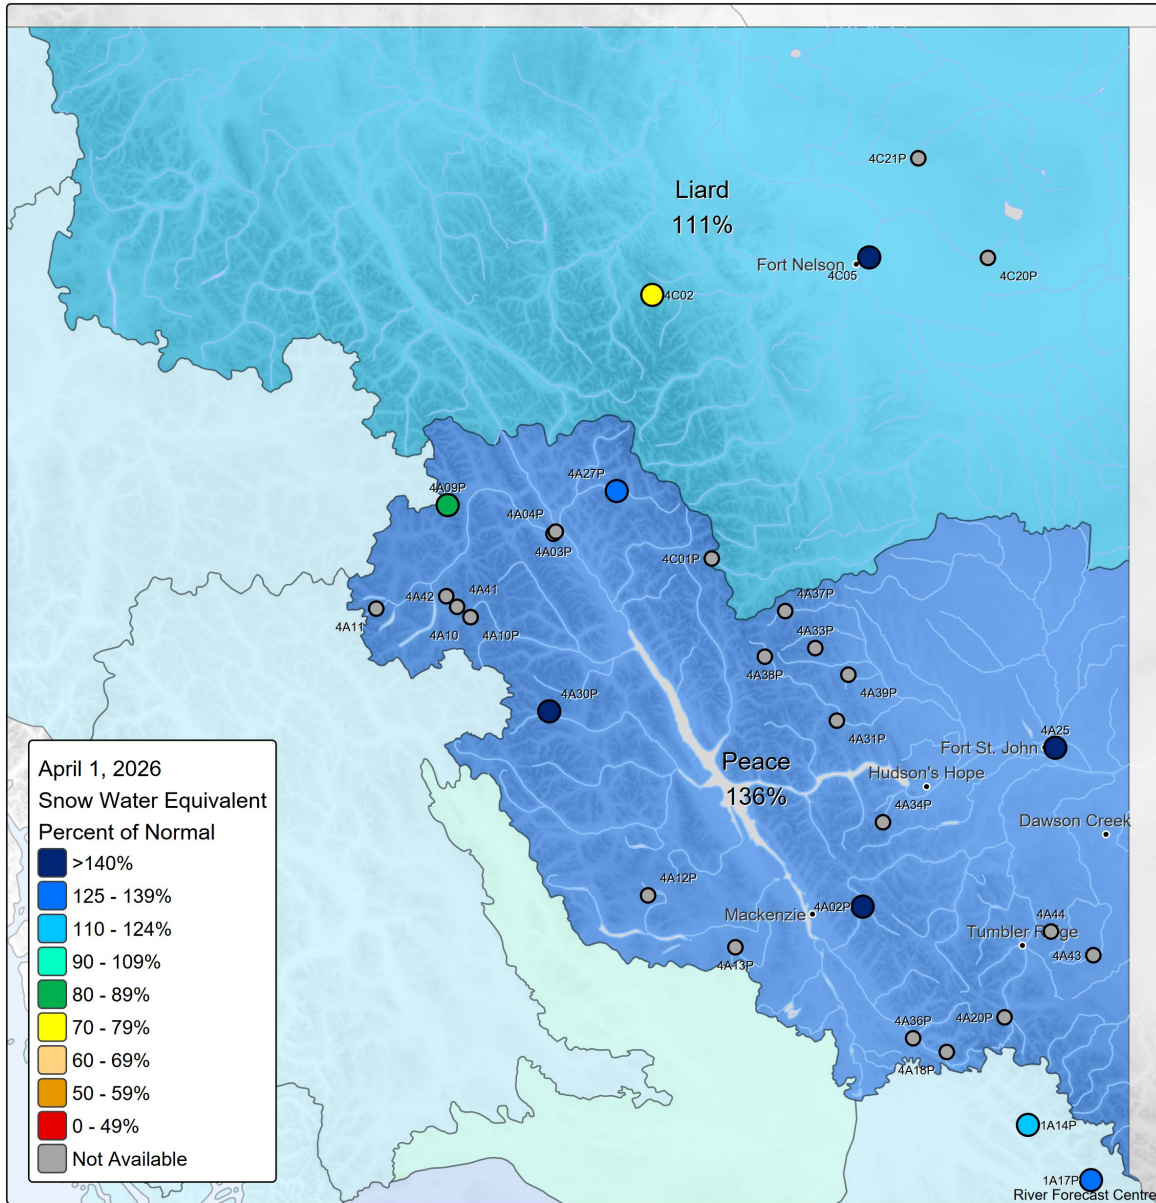 4C21P
Liard
111%
Fort Nelson
4C05
4C20P
4C02
4A27P
4A09P
4A04P
4A03P
4C01P
4A42
4A41
4A37P
4A11
4A10
4A10P
4A33P
4A38P
4A39P
4A30P
4A31P
4A25
Fort St. John
Peace
136%
Hudson's Hope
4A34P
Dawson Creek
4A12P
Mackenzie
4A02P
4A44
Tumbler Ridge
4A13P
4A43
4A36P
4A20P
4A18P
1A14P
1A17P
River Forecast Centre
April 1, 2026
Snow Water Equivalent
Percent of Normal
>140%
125 - 139%
110 - 124%
90 - 109%
80 - 89%
70 - 79%
60 - 69%
50 - 59%
0 - 49%
Not Available